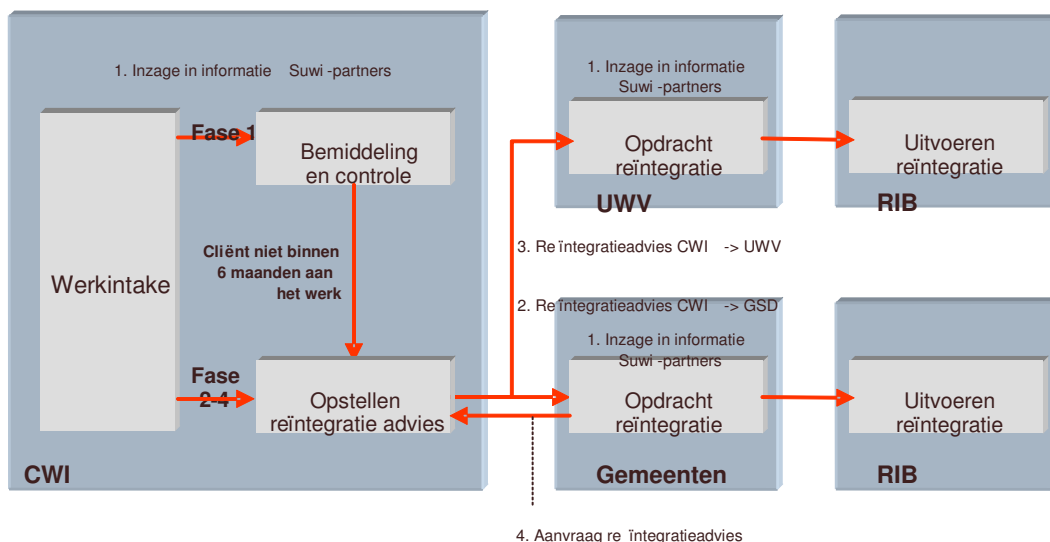 1. Inzage in informatie Suwi -partners
Werkintake
Fase 1
Bemiddeling
en controle
Cliënt niet binnen
6 maanden aan
het werk
Fase
2-4
Opstellen
reïntegratie advies
CWI
1. Inzage in informatie
Suwi -partners
Opdracht
reïntegratie
UWV
Uitvoeren
reïntegratie
RIB
3. Re ïntegratieadvies CWI -> UWV
2. Re ïntegratieadvies CWI -> GSD
1. Inzage in informatie
Suwi -partners
Opdracht
reïntegratie
Gemeenten
Uitvoeren
reïntegratie
RIB
4. Aanvraag re ïntegratieadvies